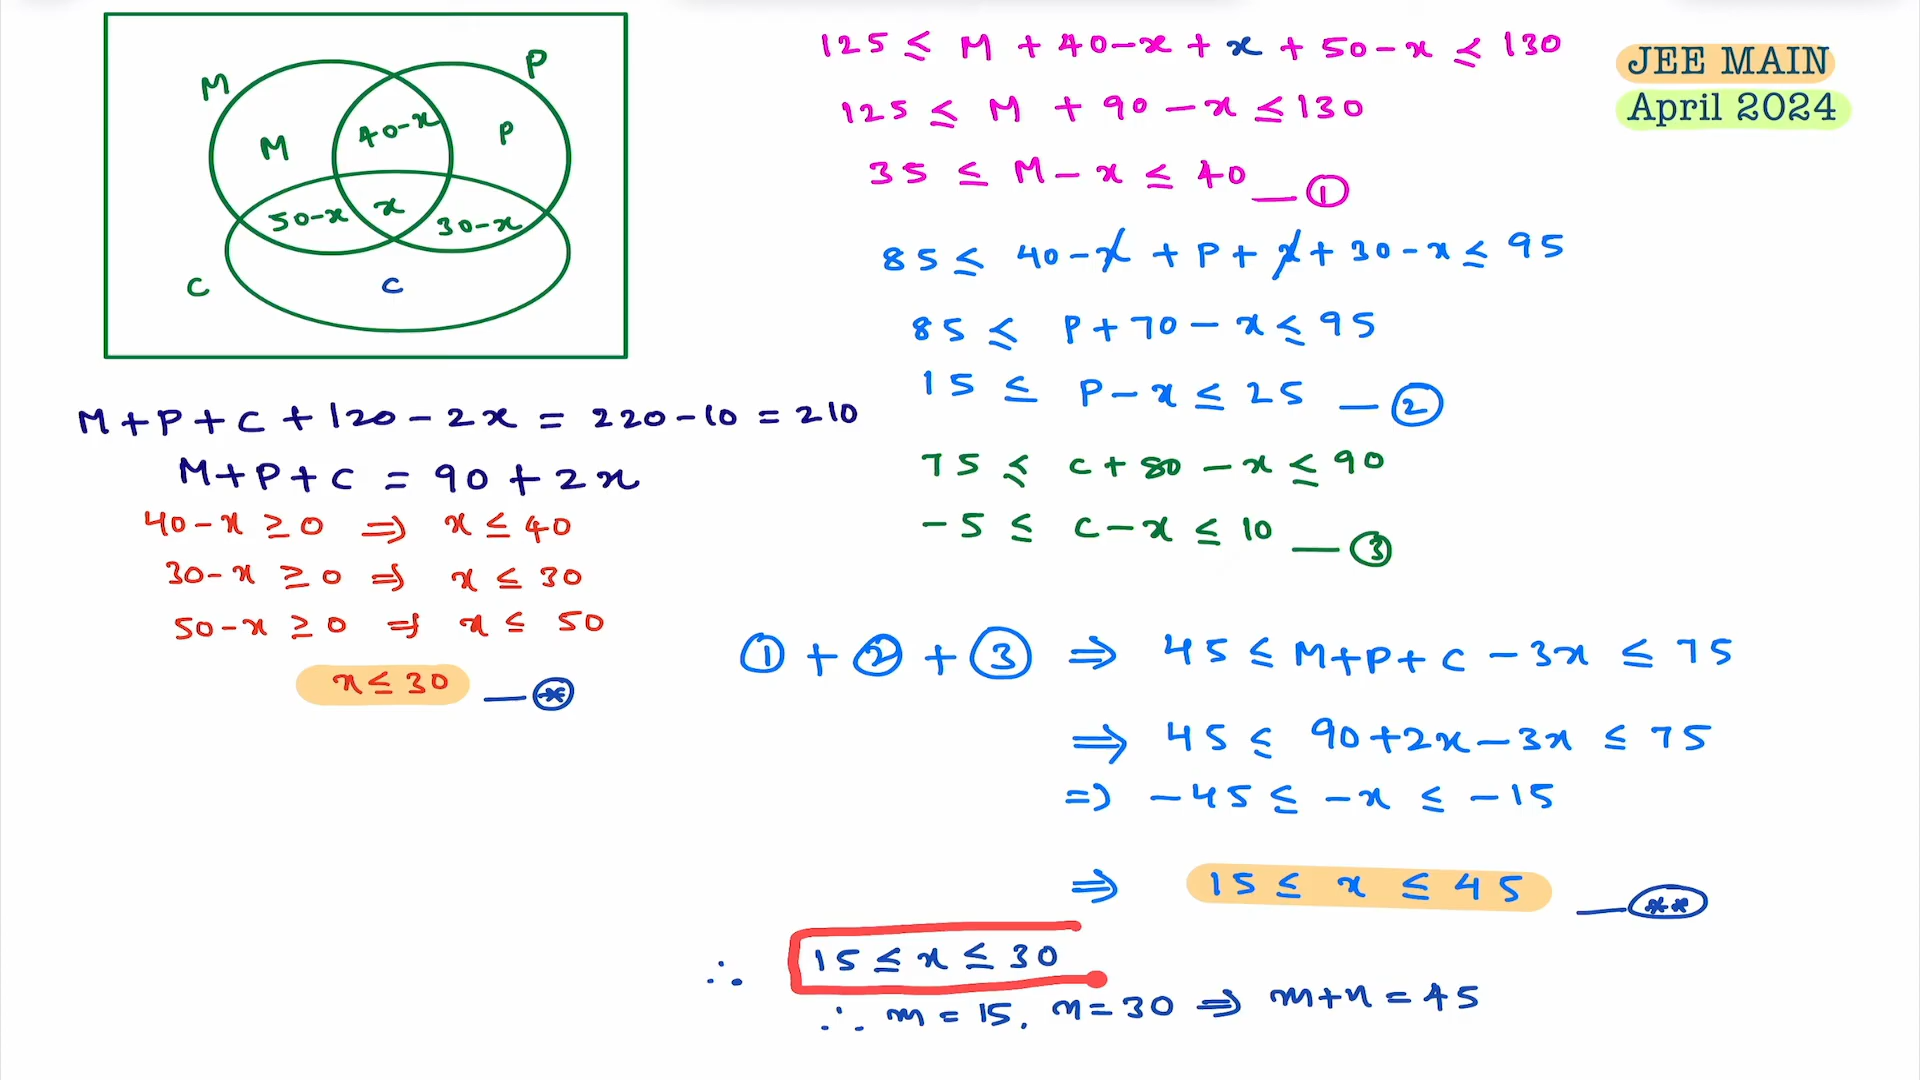 M
P
M
40-x
P
50-x
x
30-x
C
C
M+P+C+120-2x = 220-10 = 210
M+P+C = 90+2x
40-x ≥ 0 ⇒ x ≤ 40
30-x ≥ 0 ⇒ x ≤ 30
50-x ≥ 0 ⇒ x ≤ 50
x ≤ 30 — ⊛
125 ≤ M + 40-x + x + 50-x ≤ 130
125 ≤ M + 90 - x ≤ 130
35 ≤ M - x ≤ 40 — ①
85 ≤ 40-x + P + x + 30-x ≤ 95
85 ≤ P+70-x ≤ 95
15 ≤ P-x ≤ 25 — ②
75 ≤ C+80-x ≤ 90
-5 ≤ C-x ≤ 10 — ③
① + ② + ③ ⇒ 45 ≤ M+P+C-3x ≤ 75
⇒ 45 ≤ 90+2x-3x ≤ 75
⇒ -45 ≤ -x ≤ -15
⇒ 15 ≤ x ≤ 45 — (**)
∴ 15 ≤ x ≤ 30
∴ m = 15, n = 30 ⇒ m+n = 45
JEE MAIN
April 2024